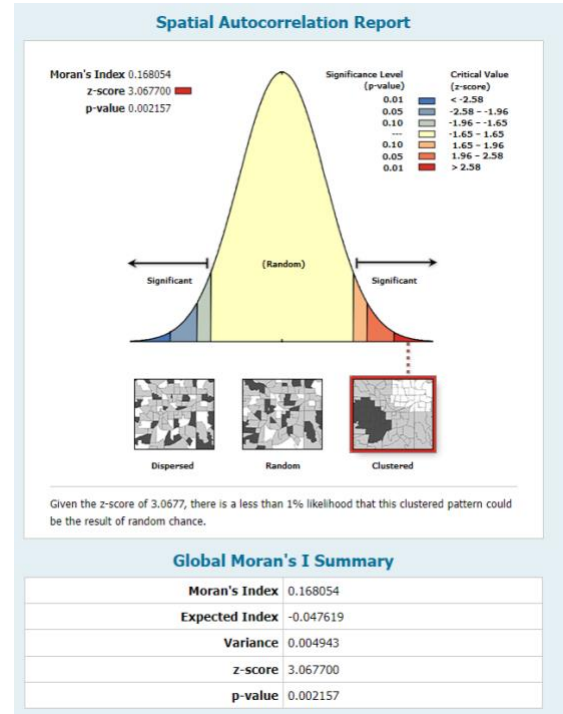 Spatial Autocorrelation Report
Moran's Index 0.168054
z-score 3.067700
p-value 0.002157
Significance Level Critical Value
(p-value) (z-score)
0.01 < -2.58
0.05 -2.58 – -1.96
0.10 -1.96 – -1.65
--- -1.65 – 1.65
0.10 1.65 – 1.96
0.05 1.96 – 2.58
0.01 > 2.58
(Random)
Significant Significant
Dispersed Random Clustered
Given the z-score of 3.0677, there is a less than 1% likelihood that this clustered pattern could
be the result of random chance.
Global Moran's I Summary
Moran's Index 0.168054
Expected Index -0.047619
Variance 0.004943
z-score 3.067700
p-value 0.002157